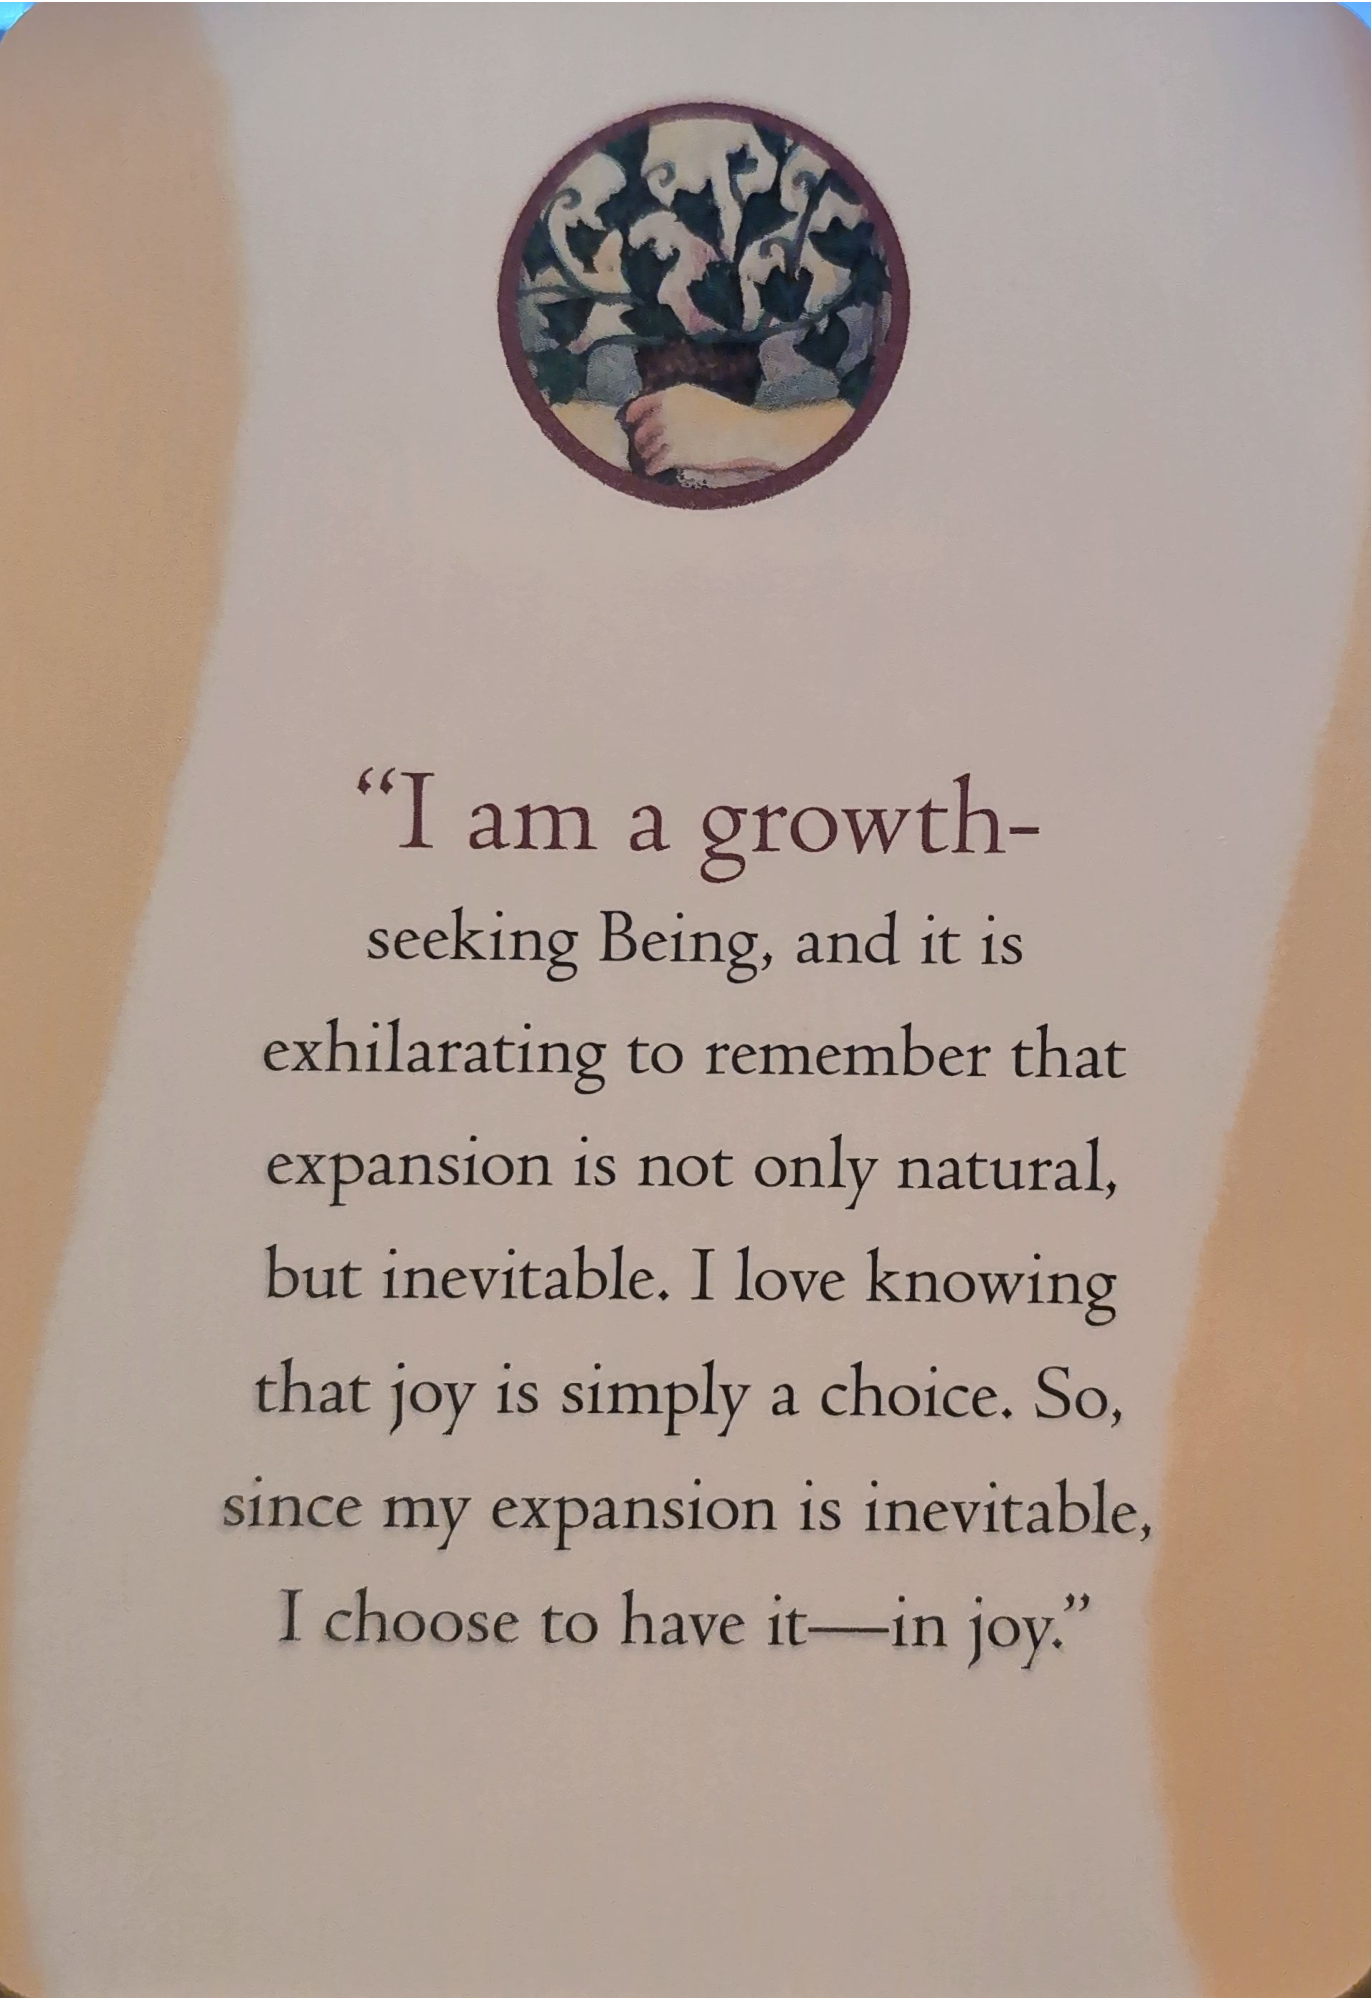 “I am a growth-
seeking Being, and it is
exhilarating to remember that
expansion is not only natural,
but inevitable. I love knowing
that joy is simply a choice. So,
since my expansion is inevitable,
I choose to have it—in joy.”